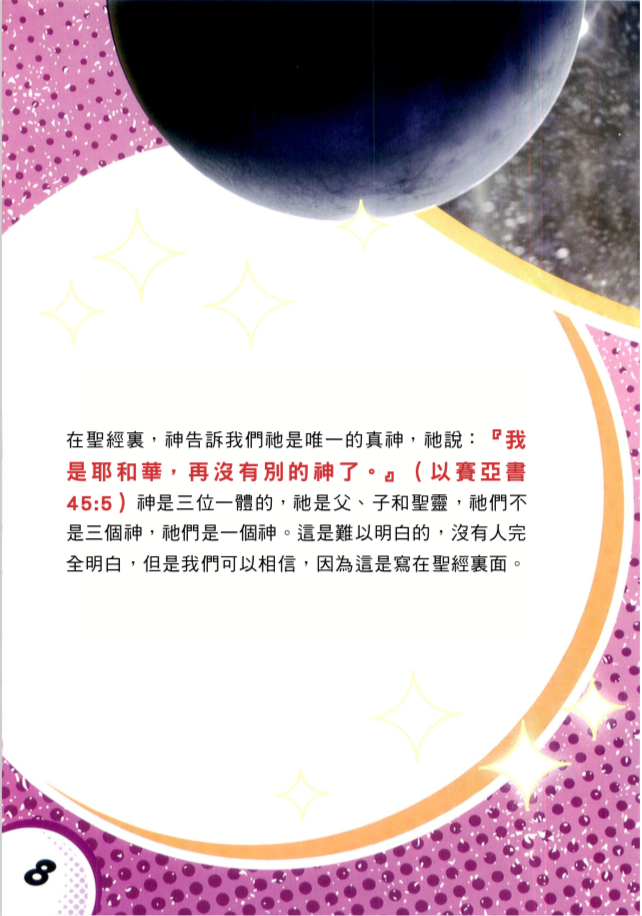 在聖經裏，神告訴我們祂是唯一的真神，祂說：『我
是耶和華，再沒有別的神了。』（以賽亞書
45:5）神是三位一體的，祂是父、子和聖靈，祂們不
是三個神，祂們是一個神。這是難以明白的，沒有人完
全明白，但是我們可以相信，因為這是寫在聖經裏面。
8